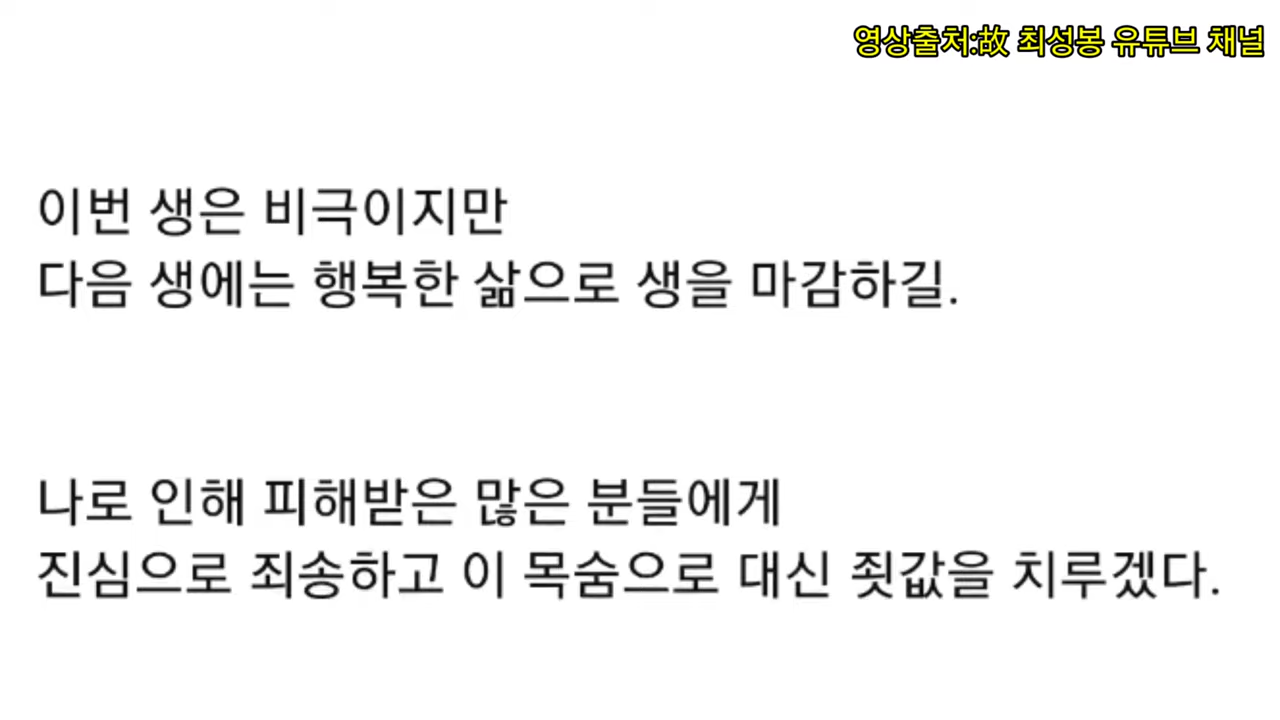 영상출처:故 최성봉 유튜브 채널
이번 생은 비극이지만
다음 생에는 행복한 삶으로 생을 마감하길.
나로 인해 피해받은 많은 분들에게
진심으로 죄송하고 이 목숨으로 대신 죗값을 치루겠다.